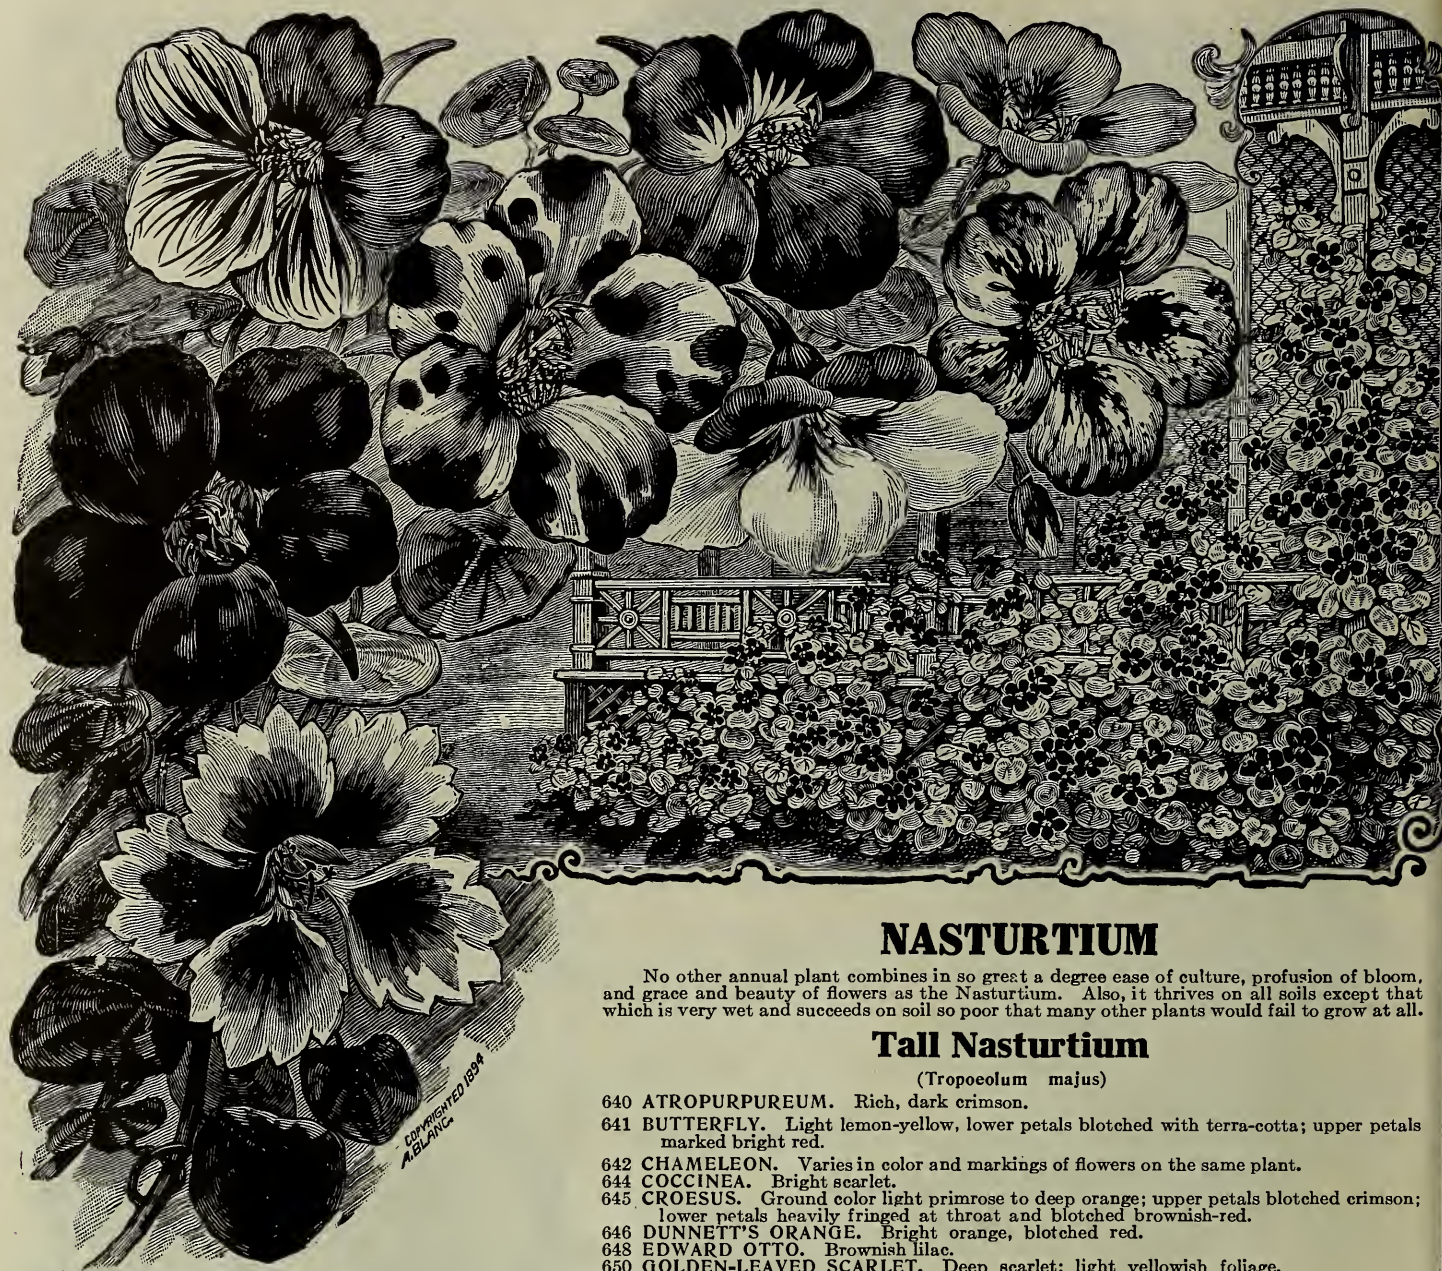 COPYRIGHTED 1894
A. BLANC.
NASTURTIUM
No other annual plant combines in so great a degree ease of culture, profusion of bloom,
and grace and beauty of flowers as the Nasturtium. Also, it thrives on all soils except that
which is very wet and succeeds on soil so poor that many other plants would fail to grow at all.
Tall Nasturtium
(Tropoeolum majus)
640 ATROPURPUREUM. Rich, dark crimson.
641 BUTTERFLY. Light lemon-yellow, lower petals blotched with terra-cotta; upper petals
marked bright red.
642 CHAMELEON. Varies in color and markings of flowers on the same plant.
644 COCCINEA. Bright scarlet.
645 CROESUS. Ground color light primrose to deep orange; upper petals blotched crimson;
lower petals heavily fringed at throat and blotched brownish-red.
646 DUNNETT'S ORANGE. Bright orange, blotched red.
648 EDWARD OTTO. Brownish lilac.
650 GOLDEN-LEAVED SCARLET. Deep scarlet; light yellowish foliage.